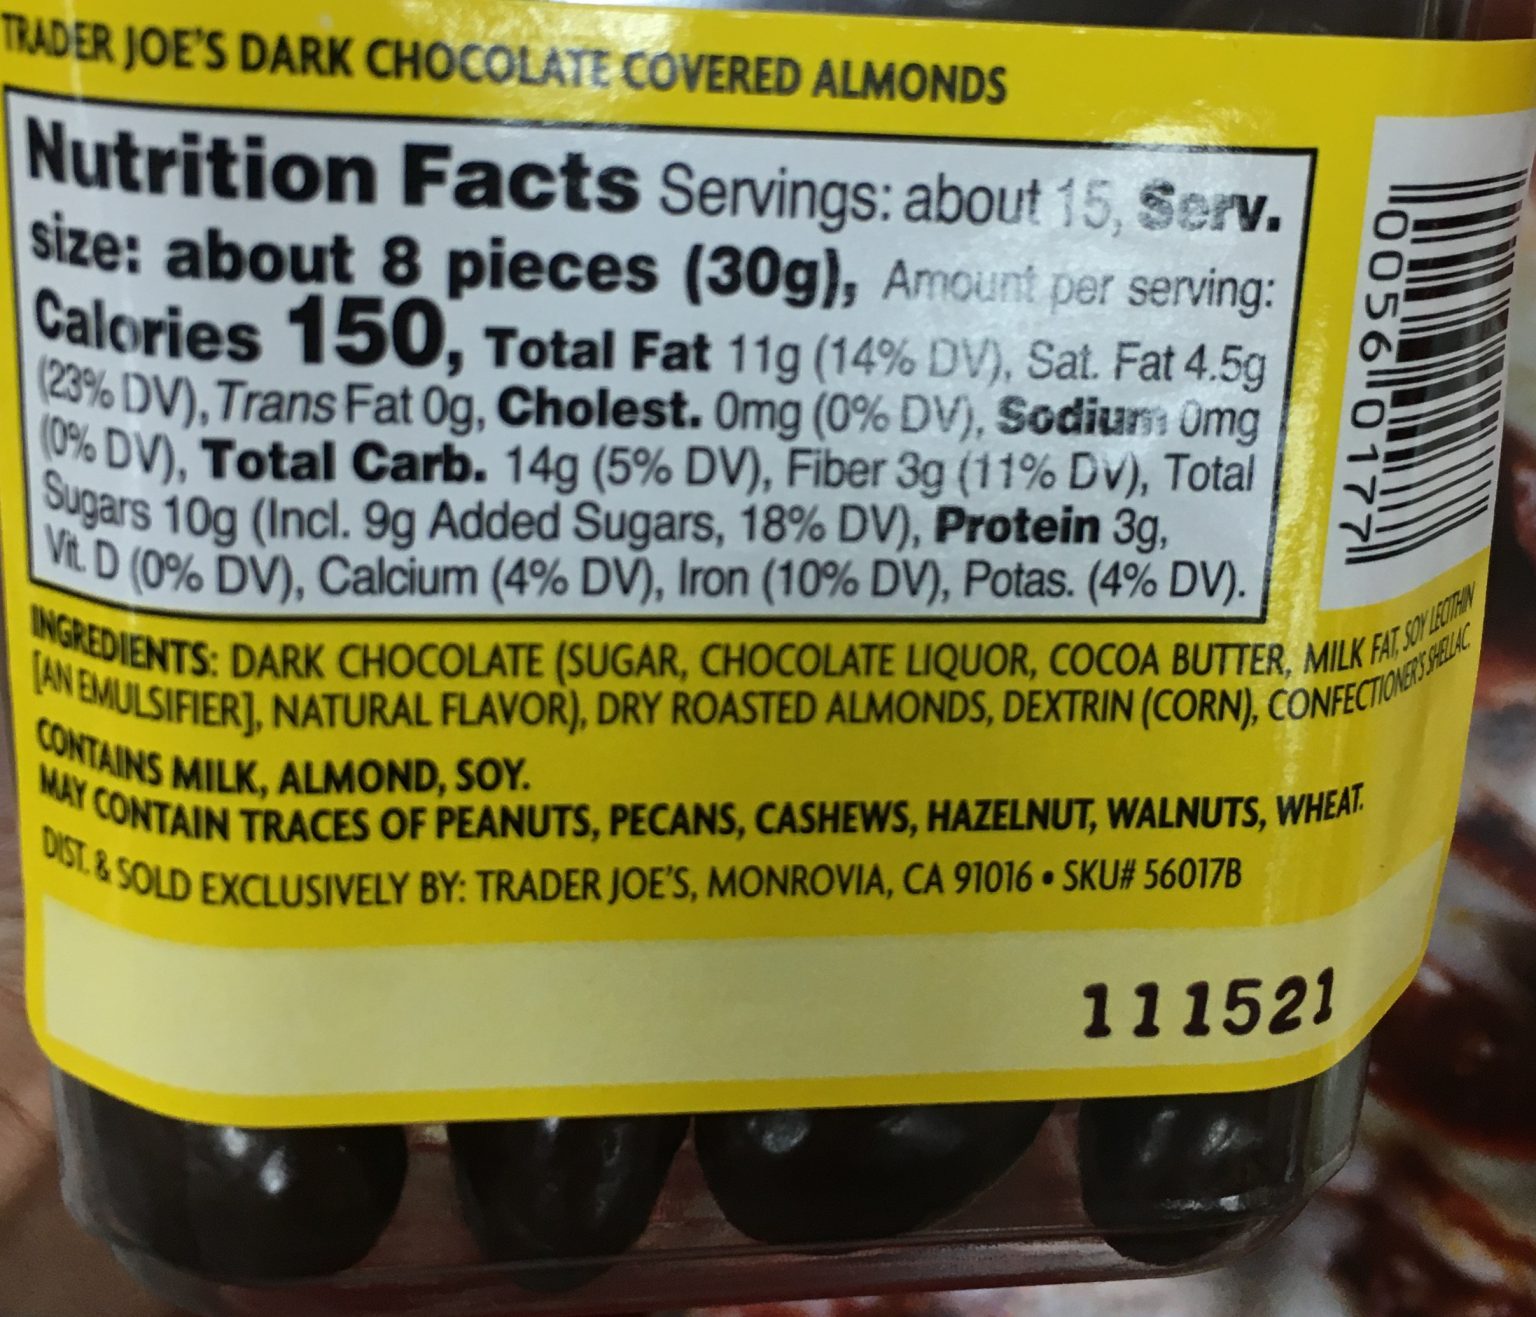 TRADER JOE'S DARK CHOCOLATE COVERED ALMONDS
Nutrition Facts Servings: about 15, Serv.
size: about 8 pieces (30g), Amount per serving:
Calories 150, Total Fat 11g (14% DV), Sat. Fat 4.5g
(23% DV), Trans Fat 0g, Cholest. 0mg (0% DV), Sodium 0mg
(0% DV), Total Carb. 14g (5% DV), Fiber 3g (11% DV), Total
Sugars 10g (Incl. 9g Added Sugars, 18% DV), Protein 3g,
Vit. D (0% DV), Calcium (4% DV), Iron (10% DV), Potas. (4% DV).
00560177
INGREDIENTS: DARK CHOCOLATE (SUGAR, CHOCOLATE LIQUOR, COCOA BUTTER, MILK FAT, SOY LECITHIN
[AN EMULSIFIER], NATURAL FLAVOR), DRY ROASTED ALMONDS, DEXTRIN (CORN), CONFECTIONER'S SHELLAC.
CONTAINS MILK, ALMOND, SOY.
MAY CONTAIN TRACES OF PEANUTS, PECANS, CASHEWS, HAZELNUT, WALNUTS, WHEAT.
DIST. & SOLD EXCLUSIVELY BY: TRADER JOE'S, MONROVIA, CA 91016 • SKU# 56017B
111521